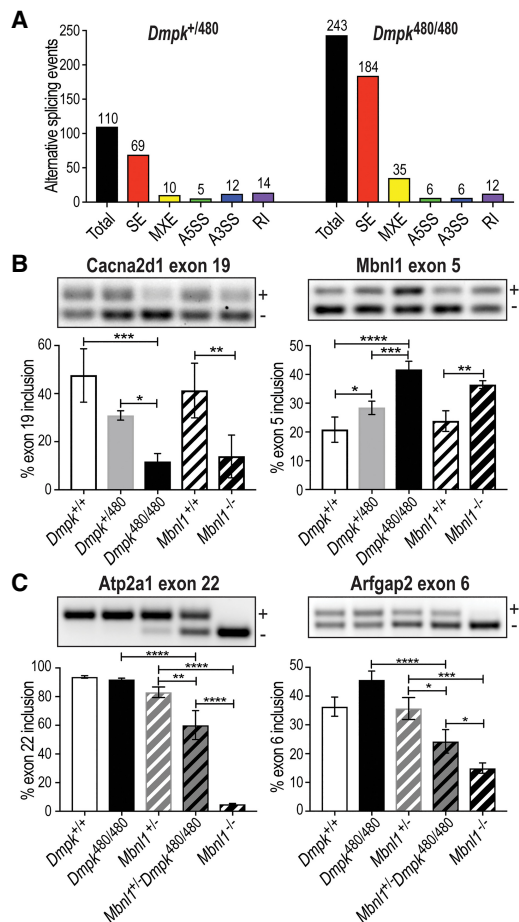 A
Dmpk+/480
Dmpk480/480
Alternative splicing events
250
200
150
100
50
0
110
69
10
5
12
14
243
184
35
6
6
12
Total
SE
MXE
A5SS
A3SS
RI
Total
SE
MXE
A5SS
A3SS
RI
B
Cacna2d1 exon 19
+
-
% exon 19 inclusion
60
40
20
0
***
*
**
Dmpk+/+
Dmpk+/480
Dmpk480/480
Mbnl1+/+
Mbnl1-/-
Mbnl1 exon 5
+
-
% exon 5 inclusion
50
40
30
20
10
0
****
***
*
**
Dmpk+/+
Dmpk+/480
Dmpk480/480
Mbnl1+/+
Mbnl1-/-
C
Atp2a1 exon 22
+
-
% exon 22 inclusion
100
80
60
40
20
0
****
****
**
****
Dmpk+/+
Dmpk480/480
Mbnl1+/-
Mbnl1+/-Dmpk480/480
Mbnl1-/-
Arfgap2 exon 6
+
-
% exon 6 inclusion
50
40
30
20
10
0
****
***
*
*
Dmpk+/+
Dmpk480/480
Mbnl1+/-
Mbnl1+/-Dmpk480/480
Mbnl1-/-